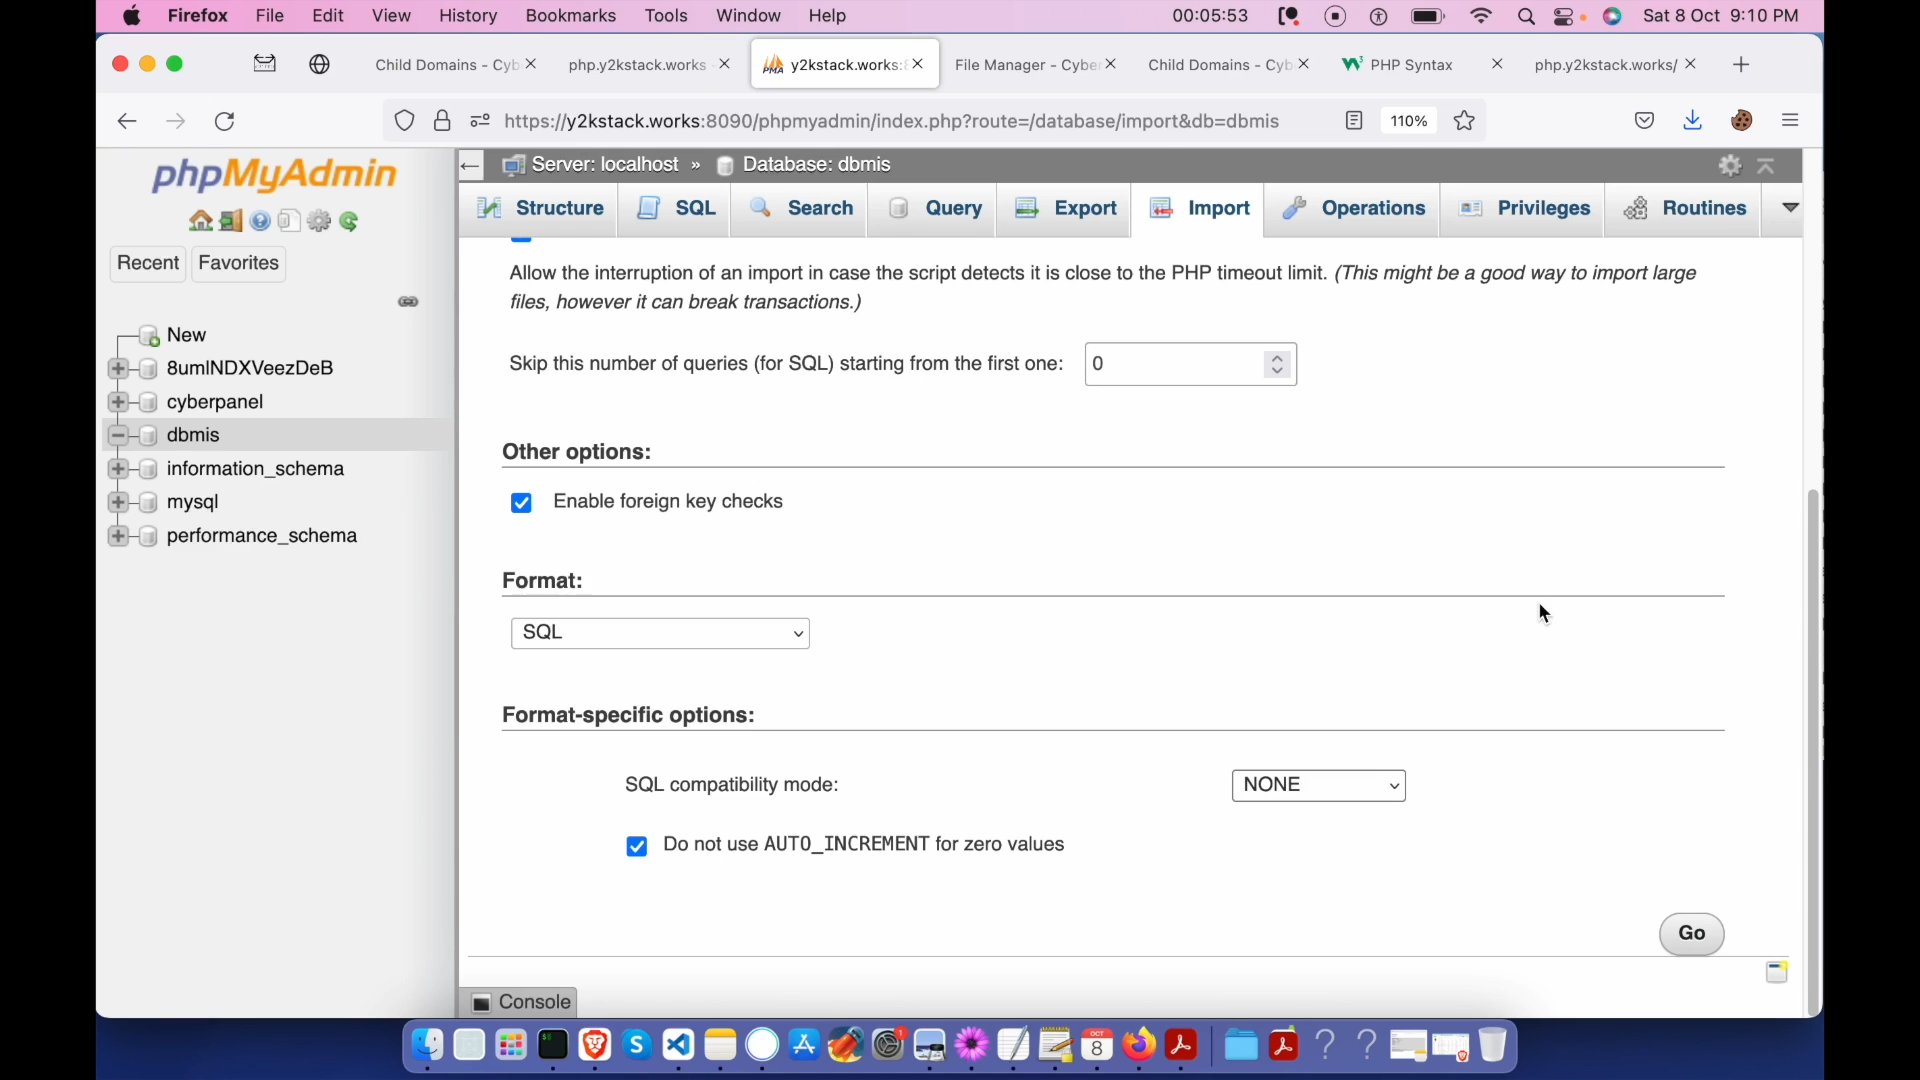 Firefox File Edit View History Bookmarks Tools Window Help 00:05:53 Sat 8 Oct 9:10 PM
Child Domains - Cyb php.y2kstack.works - y2kstack.works:8 File Manager - Cyber Child Domains - Cyb PHP Syntax php.y2kstack.works/
https://y2kstack.works:8090/phpmyadmin/index.php?route=/database/import&db=dbmis 110%
phpMyAdmin
Server: localhost » Database: dbmis
Structure SQL Search Query Export Import Operations Privileges Routines
Recent Favorites
New
8umlNDXVeezDeB
cyberpanel
dbmis
information_schema
mysql
performance_schema
Allow the interruption of an import in case the script detects it is close to the PHP timeout limit. (This might be a good way to import large
files, however it can break transactions.)
Skip this number of queries (for SQL) starting from the first one: 0
Other options:
Enable foreign key checks
Format:
SQL
Format-specific options:
SQL compatibility mode: NONE
Do not use AUTO_INCREMENT for zero values
Go
Console